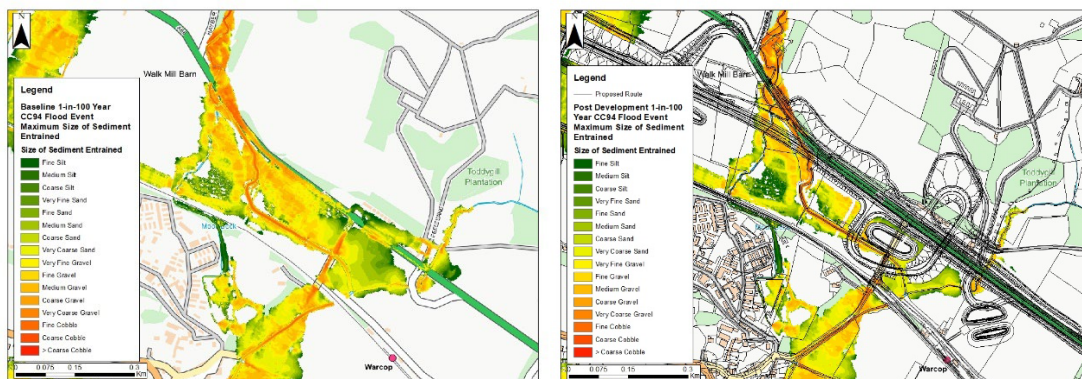 N
Walk Mill Barn
Legend
Baseline 1-in-100 Year
CC94 Flood Event
Maximum Size of Sediment
Entrained
Size of Sediment Entrained
Fine Silt
Medium Silt
Coarse Silt
Very Fine Sand
Fine Sand
Medium Sand
Coarse Sand
Very Coarse Sand
Very Fine Gravel
Fine Gravel
Medium Gravel
Coarse Gravel
Very Coarse Gravel
Fine Cobble
Coarse Cobble
> Coarse Cobble
Toddygill
Plantation
Warcop
0 0.075 0.15 0.3
Km
N
Walk Mill Barn
Legend
Proposed Route
Post Development 1-in-100
Year CC94 Flood Event
Maximum Size of Sediment
Entrained
Size of Sediment Entrained
Fine Silt
Medium Silt
Coarse Silt
Very Fine Sand
Fine Sand
Medium Sand
Coarse Sand
Very Coarse Sand
Very Fine Gravel
Fine Gravel
Medium Gravel
Coarse Gravel
Very Coarse Gravel
Fine Cobble
Coarse Cobble
> Coarse Cobble
Toddygill
Plantation
Warcop
0 0.075 0.15 0.3
Km